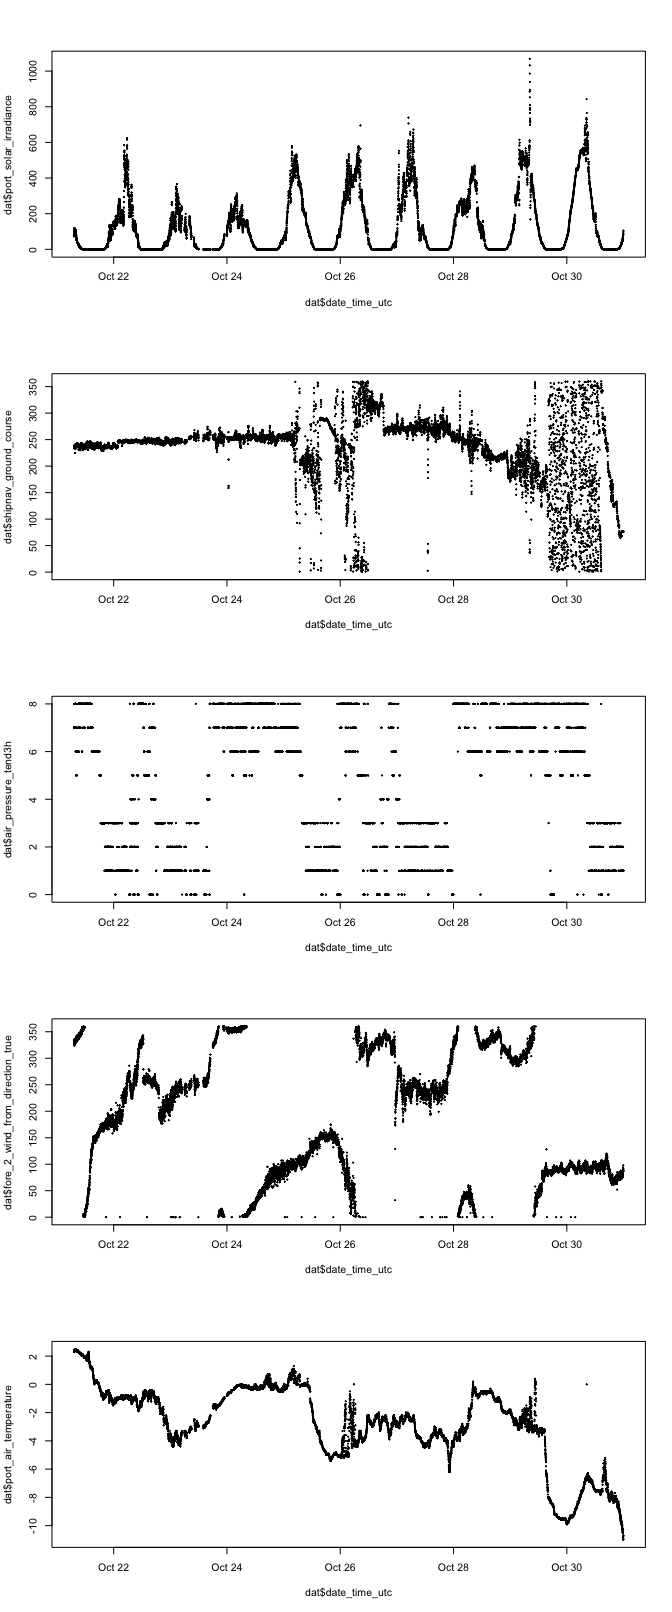 dat$port_solar_irradiance
0 200 400 600 800 1000
Oct 22 Oct 24 Oct 26 Oct 28 Oct 30
dat$date_time_utc
dat$shipnav_ground_course
0 50 100 150 200 250 300 350
Oct 22 Oct 24 Oct 26 Oct 28 Oct 30
dat$date_time_utc
dat$air_pressure_tend3h
0 2 4 6 8
Oct 22 Oct 24 Oct 26 Oct 28 Oct 30
dat$date_time_utc
dat$fore_2_wind_from_direction_true
0 50 100 150 200 250 300 350
Oct 22 Oct 24 Oct 26 Oct 28 Oct 30
dat$date_time_utc
dat$port_air_temperature
-10 -8 -6 -4 -2 0 2
Oct 22 Oct 24 Oct 26 Oct 28 Oct 30
dat$date_time_utc